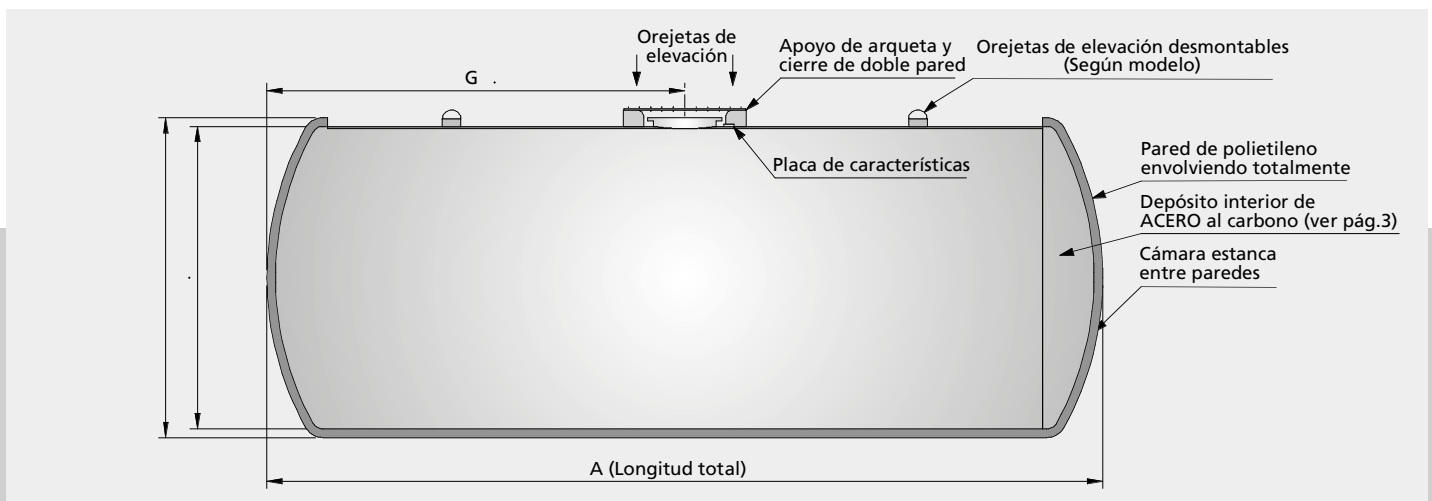 Orejetas de
elevación
Apoyo de arqueta y
cierre de doble pared
Orejetas de elevación desmontables
(Según modelo)
G
Placa de características
Pared de polietileno
envolviendo totalmente
Depósito interior de
ACERO al carbono (ver pág.3)
Cámara estanca
entre paredes
A (Longitud total)